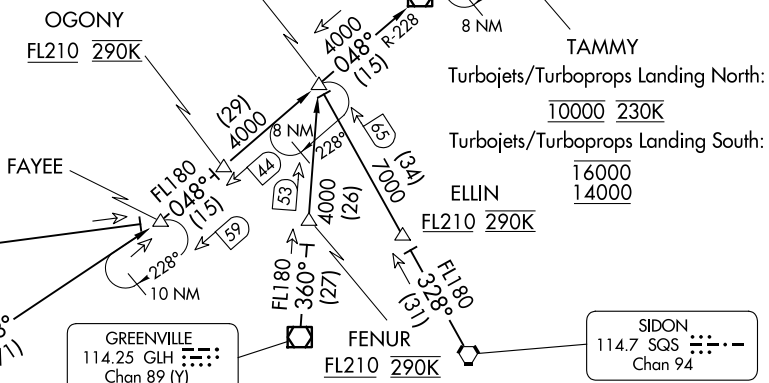 OGONY
FL210 290K
4000
048°
(15)
R-228
8 NM
TAMMY
Turbojets/Turboprops Landing North:
10000 230K
Turbojets/Turboprops Landing South:
16000
14000
(29)
4000
8 NM
228°
65
(34)
7000
FAYEE
FL180
048°
(15)
44
53
4000
(26)
ELLIN
FL210 290K
59
228°
10 NM
FL180
360°
(27)
FL180
328°
(31)
GREENVILLE
114.25 GLH
Chan 89 (Y)
FENUR
FL210 290K
SIDON
114.7 SQS
Chan 94